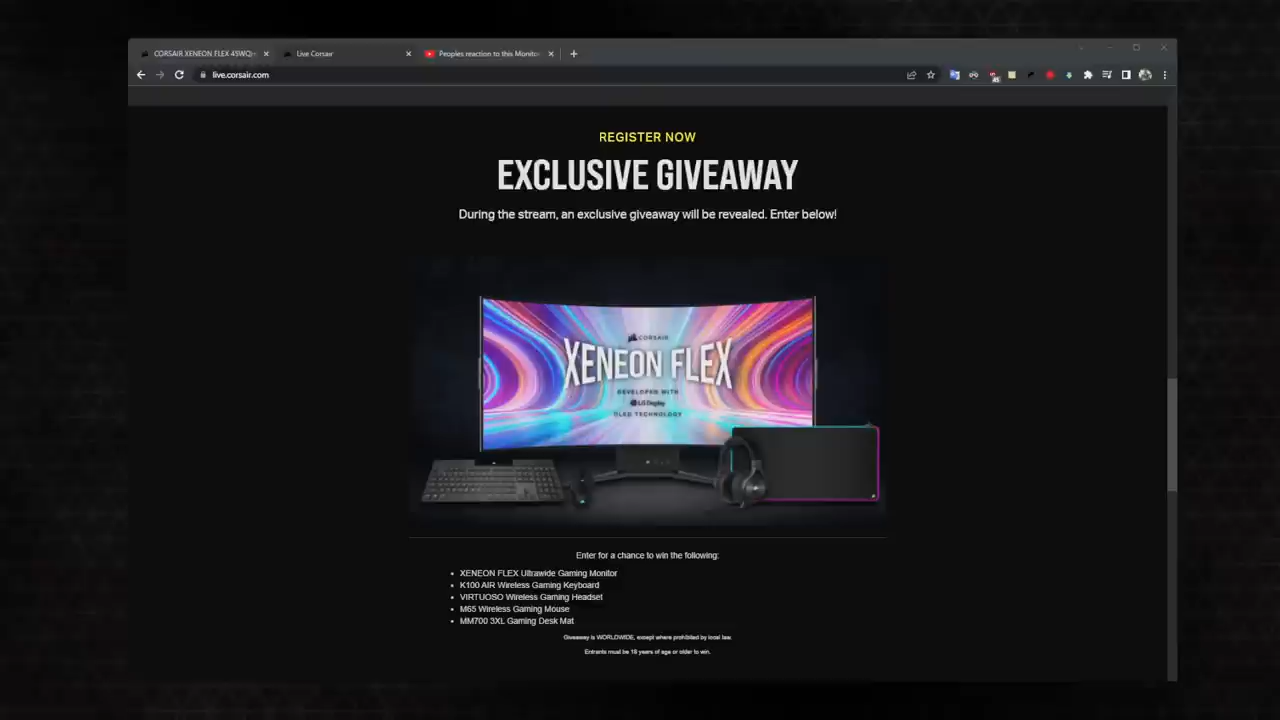 CORSAIR XENEON FLEX 45WQ
Live Corsair
Peoples reaction to this Monito
live.corsair.com
45
REGISTER NOW
EXCLUSIVE GIVEAWAY
During the stream, an exclusive giveaway will be revealed. Enter below!
CORSAIR
XENEON FLEX
DEVELOPED WITH
LG Display
OLED TECHNOLOGY
Enter for a chance to win the following:
• XENEON FLEX Ultrawide Gaming Monitor
• K100 AIR Wireless Gaming Keyboard
• VIRTUOSO Wireless Gaming Headset
• M65 Wireless Gaming Mouse
• MM700 3XL Gaming Desk Mat
Giveaway is WORLDWIDE, except where prohibited by local law.
Entrants must be 18 years of age or older to win.